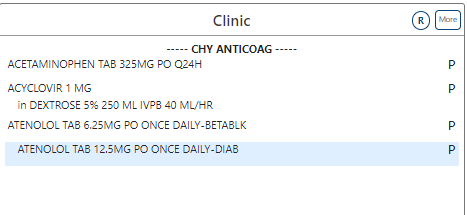 Clinic
R
More
----- CHY ANTICOAG -----
ACETAMINOPHEN TAB 325MG PO Q24H P
ACYCLOVIR 1 MG P
in DEXTROSE 5% 250 ML IVPB 40 ML/HR
ATENOLOL TAB 6.25MG PO ONCE DAILY-BETABLK P
ATENOLOL TAB 12.5MG PO ONCE DAILY-DIAB P